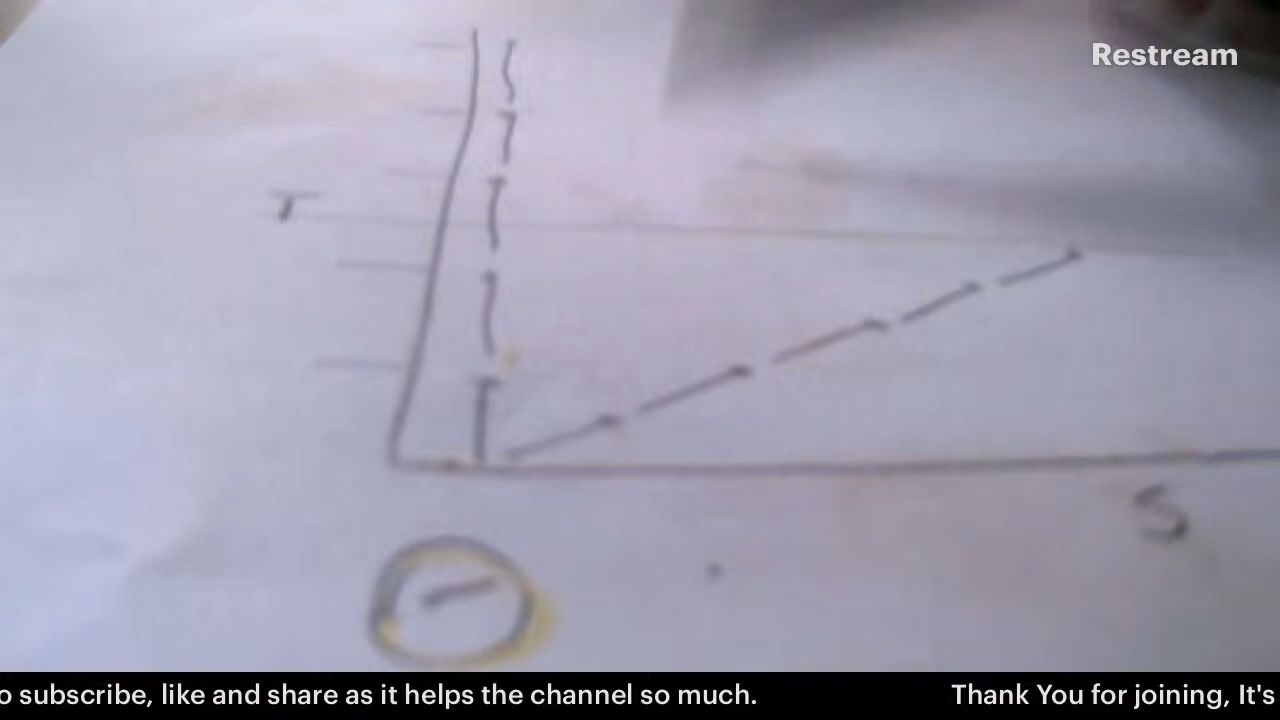 Restream
T
S
o subscribe, like and share as it helps the channel so much. Thank You for joining, It's